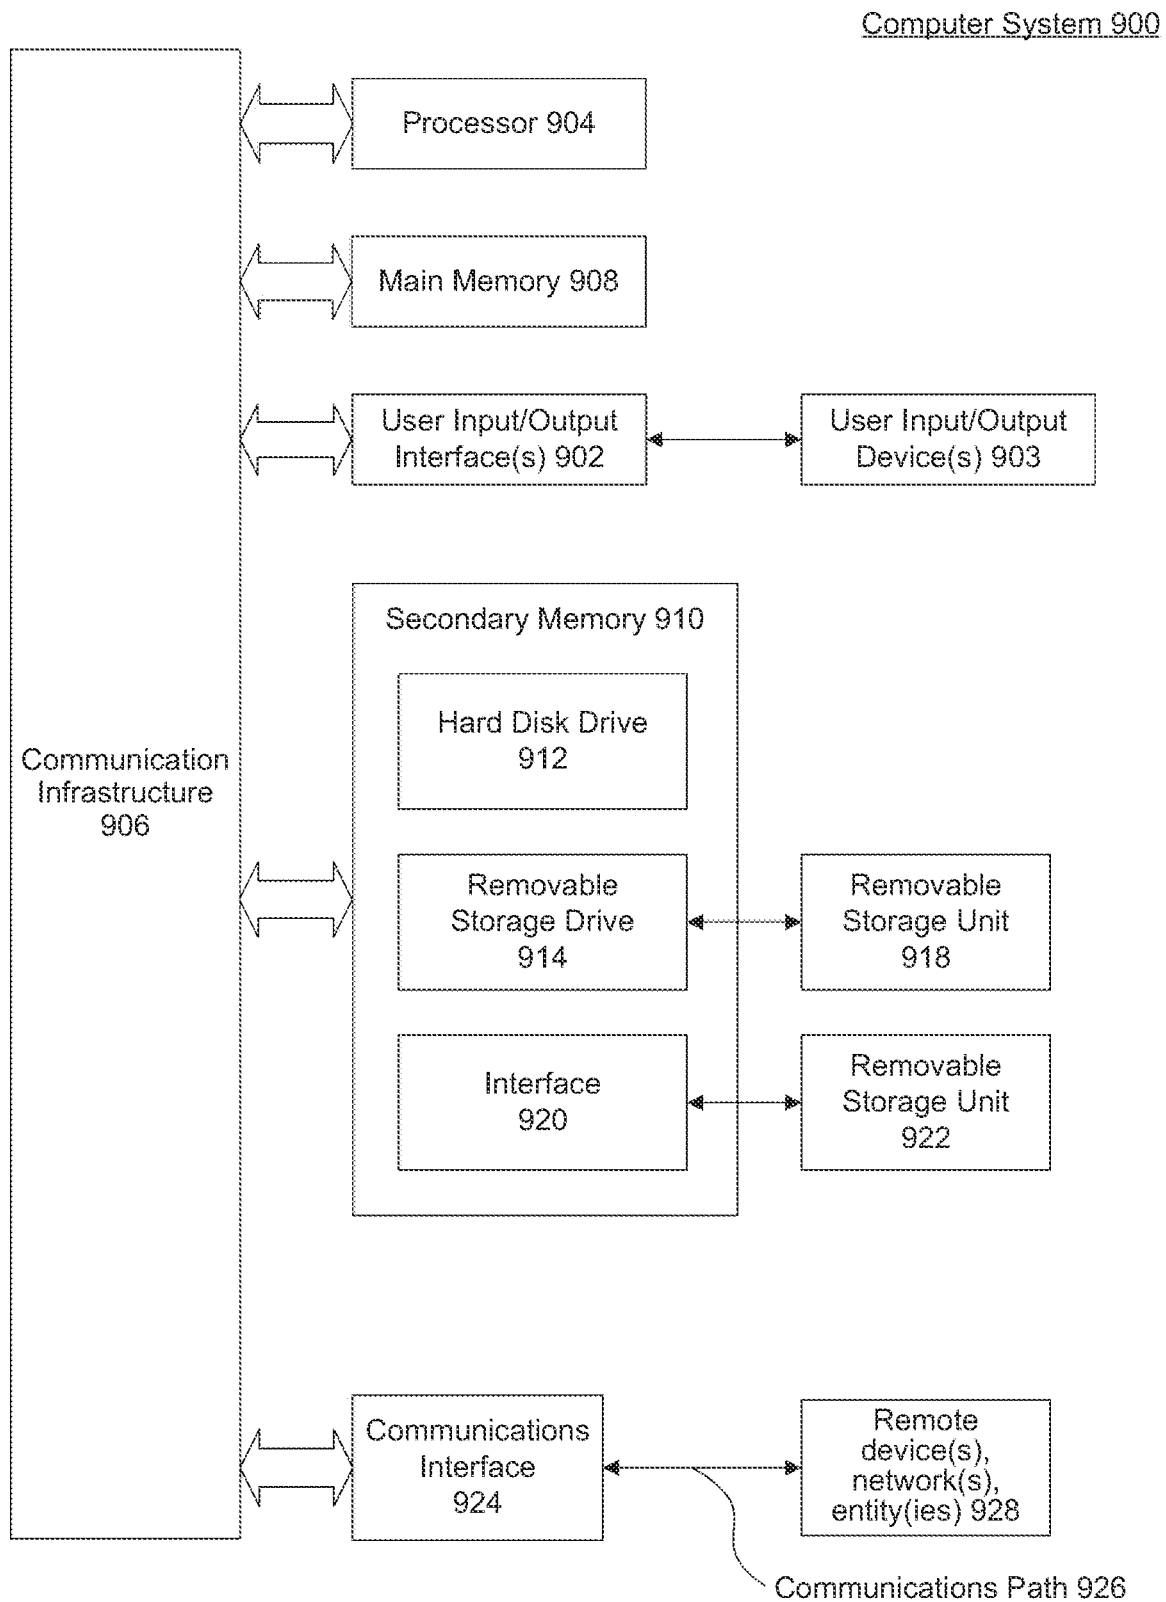 Computer System 900
Processor 904
Main Memory 908
User Input/Output
Interface(s) 902
User Input/Output
Device(s) 903
Secondary Memory 910
Hard Disk Drive
912
Communication
Infrastructure
906
Removable
Storage Drive
914
Removable
Storage Unit
918
Interface
920
Removable
Storage Unit
922
Communications
Interface
924
Remote
device(s),
network(s),
entity(ies) 928
Communications Path 926